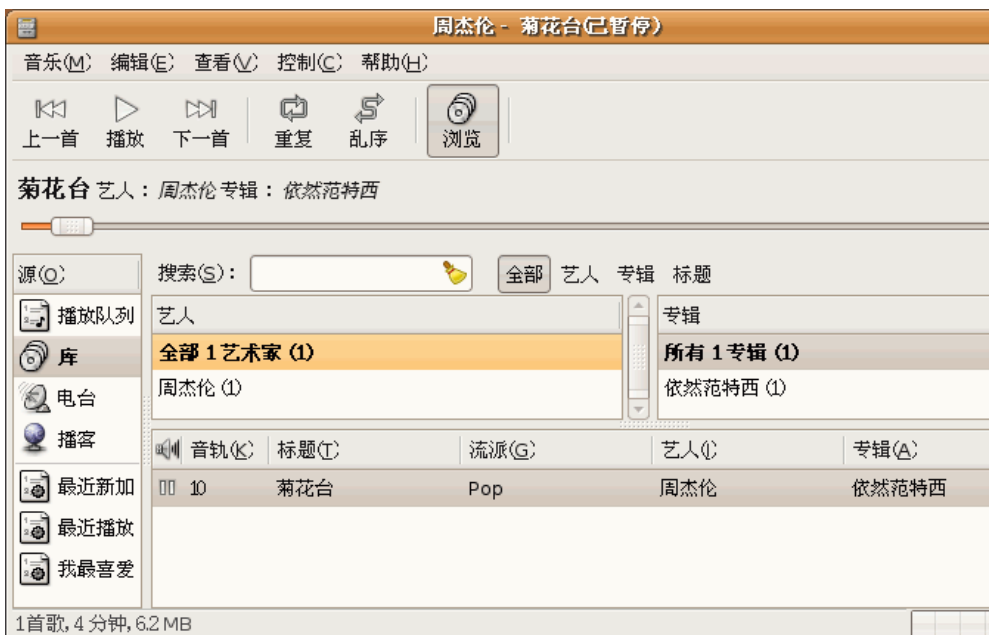 周杰伦 - 菊花台(已暂停)
音乐(M) 编辑(E) 查看(V) 控制(C) 帮助(H)
上一首 播放 下一首 重复 乱序 浏览
菊花台 艺人: 周杰伦 专辑: 依然范特西
源(O) 搜索(S): 全部 艺人 专辑 标题
播放队列 艺人 专辑
库 全部 1 艺术家 (1) 所有 1 专辑 (1)
电台 周杰伦 (1) 依然范特西 (1)
播客 音轨(K) 标题(T) 流派(G) 艺人(I) 专辑(A)
最近新加 10 菊花台 Pop 周杰伦 依然范特西
最近播放
我最喜爱
1首歌, 4 分钟, 6.2 MB